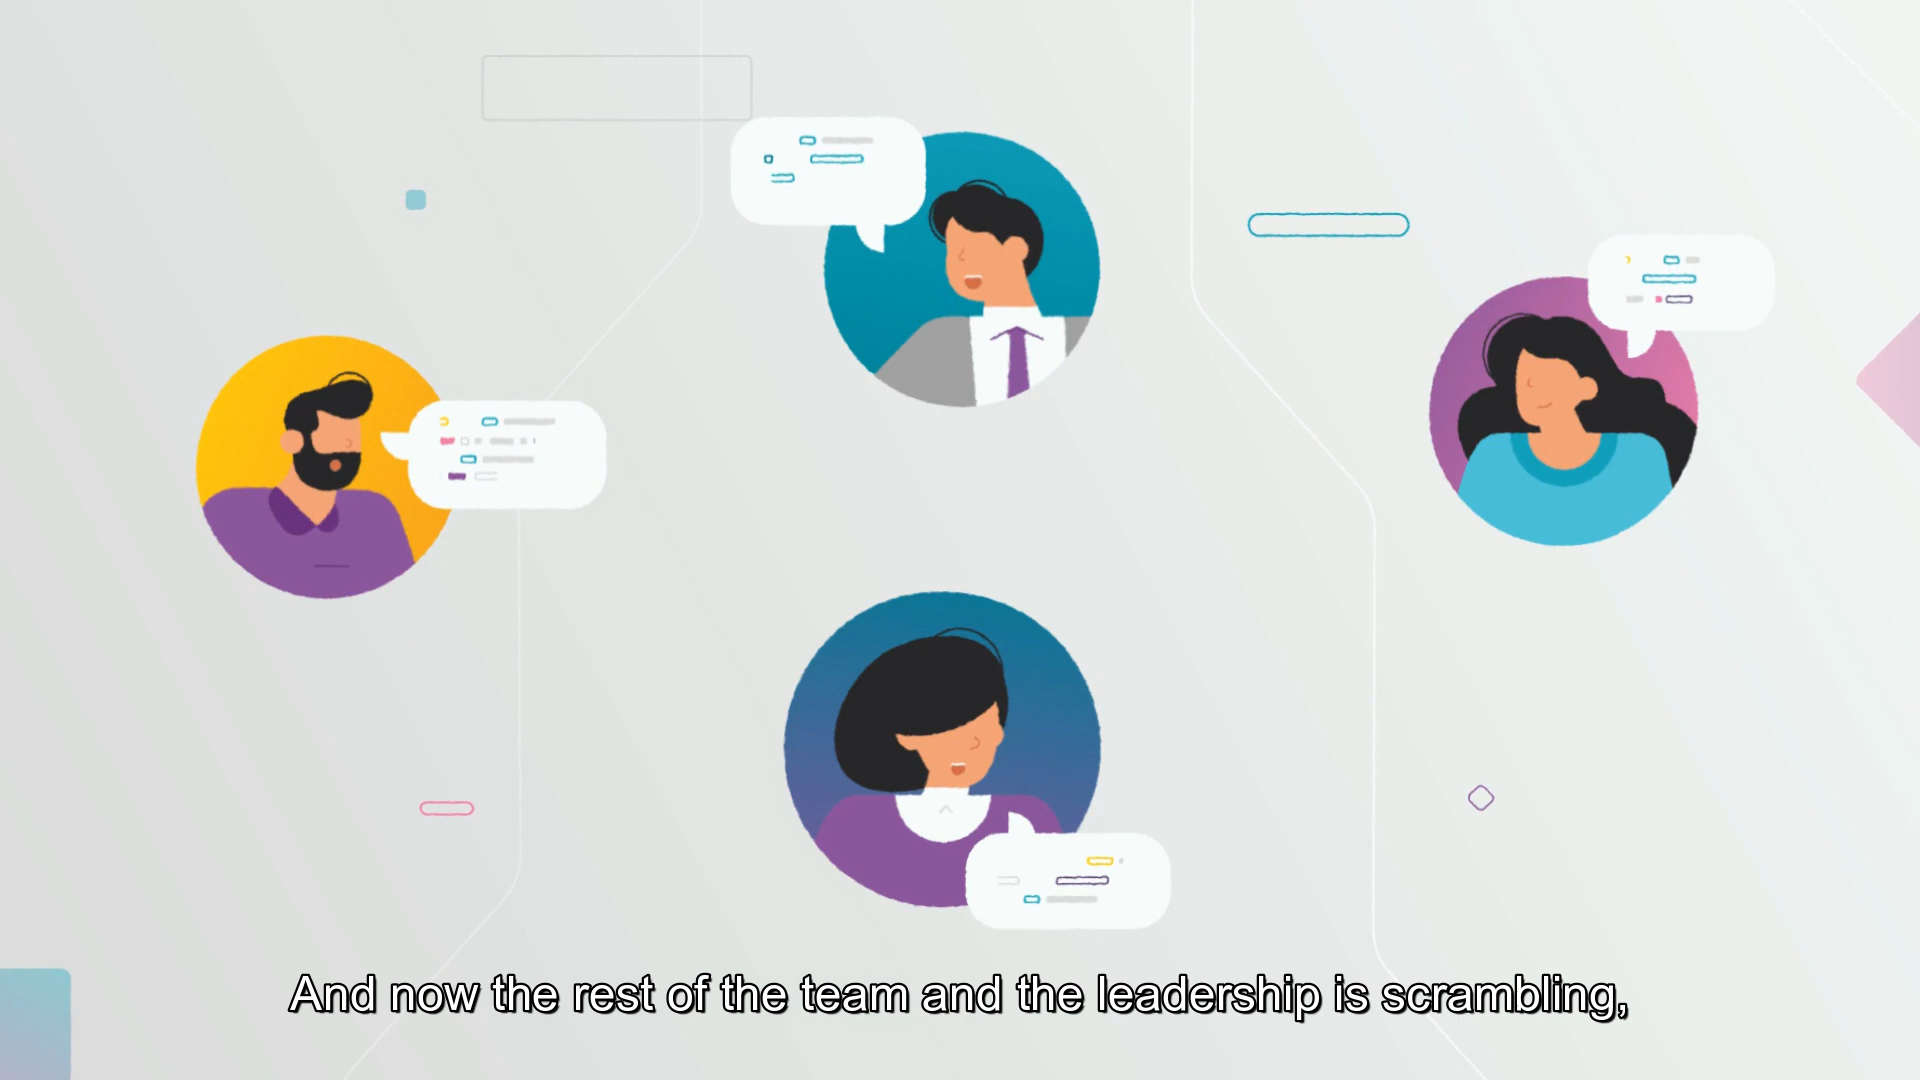 And now the rest of the team and the leadership is scrambling,